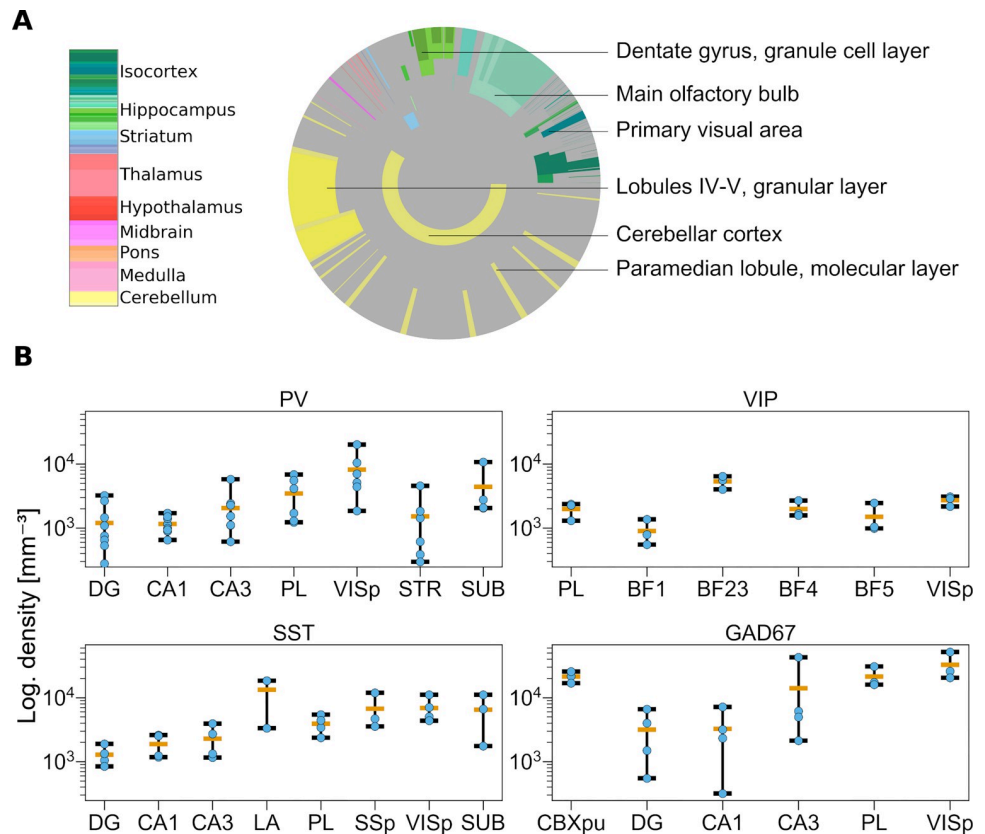 A
Isocortex
Hippocampus
Striatum
Thalamus
Hypothalamus
Midbrain
Pons
Medulla
Cerebellum
Dentate gyrus, granule cell layer
Main olfactory bulb
Primary visual area
Lobules IV-V, granular layer
Cerebellar cortex
Paramedian lobule, molecular layer
B
Log. density [mm⁻³]
PV
10⁴
10³
DG CA1 CA3 PL VISp STR SUB
VIP
10⁴
10³
PL BF1 BF23 BF4 BF5 VISp
SST
10⁴
10³
DG CA1 CA3 LA PL SSp VISp SUB
GAD67
10⁴
10³
CBXpu DG CA1 CA3 PL VISp